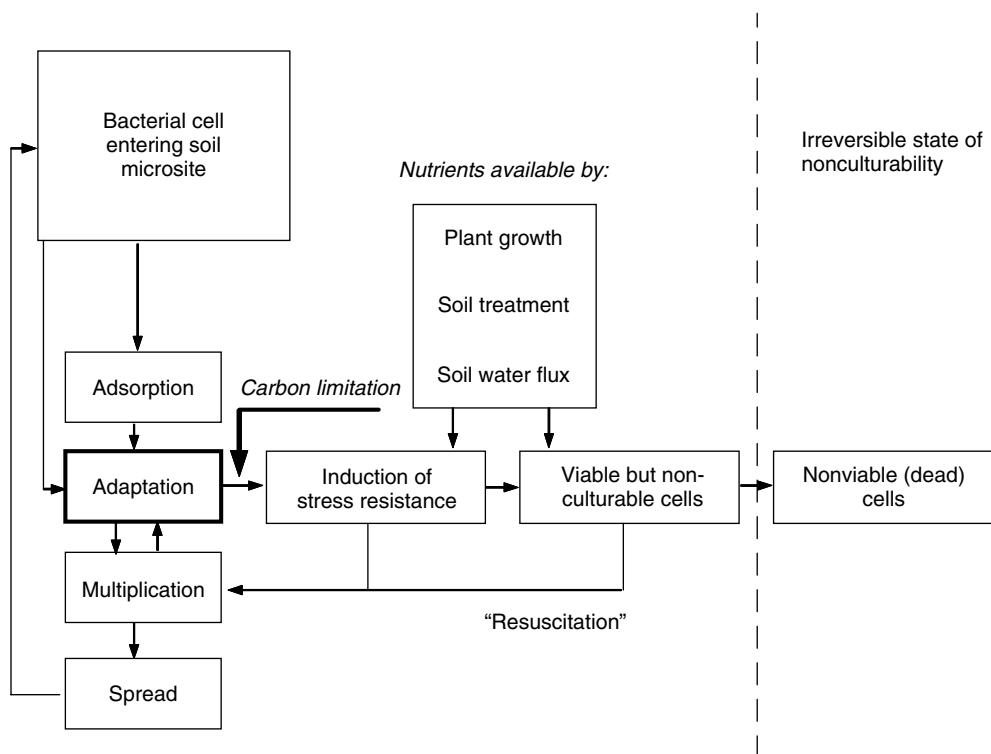 Bacterial cell
entering soil
microsite
Irreversible state of
nonculturability
Nutrients available by:
Plant growth
Soil treatment
Soil water flux
Adsorption
Carbon limitation
Adaptation
Induction of
stress resistance
Viable but non-
culturable cells
Nonviable (dead)
cells
Multiplication
“Resuscitation”
Spread